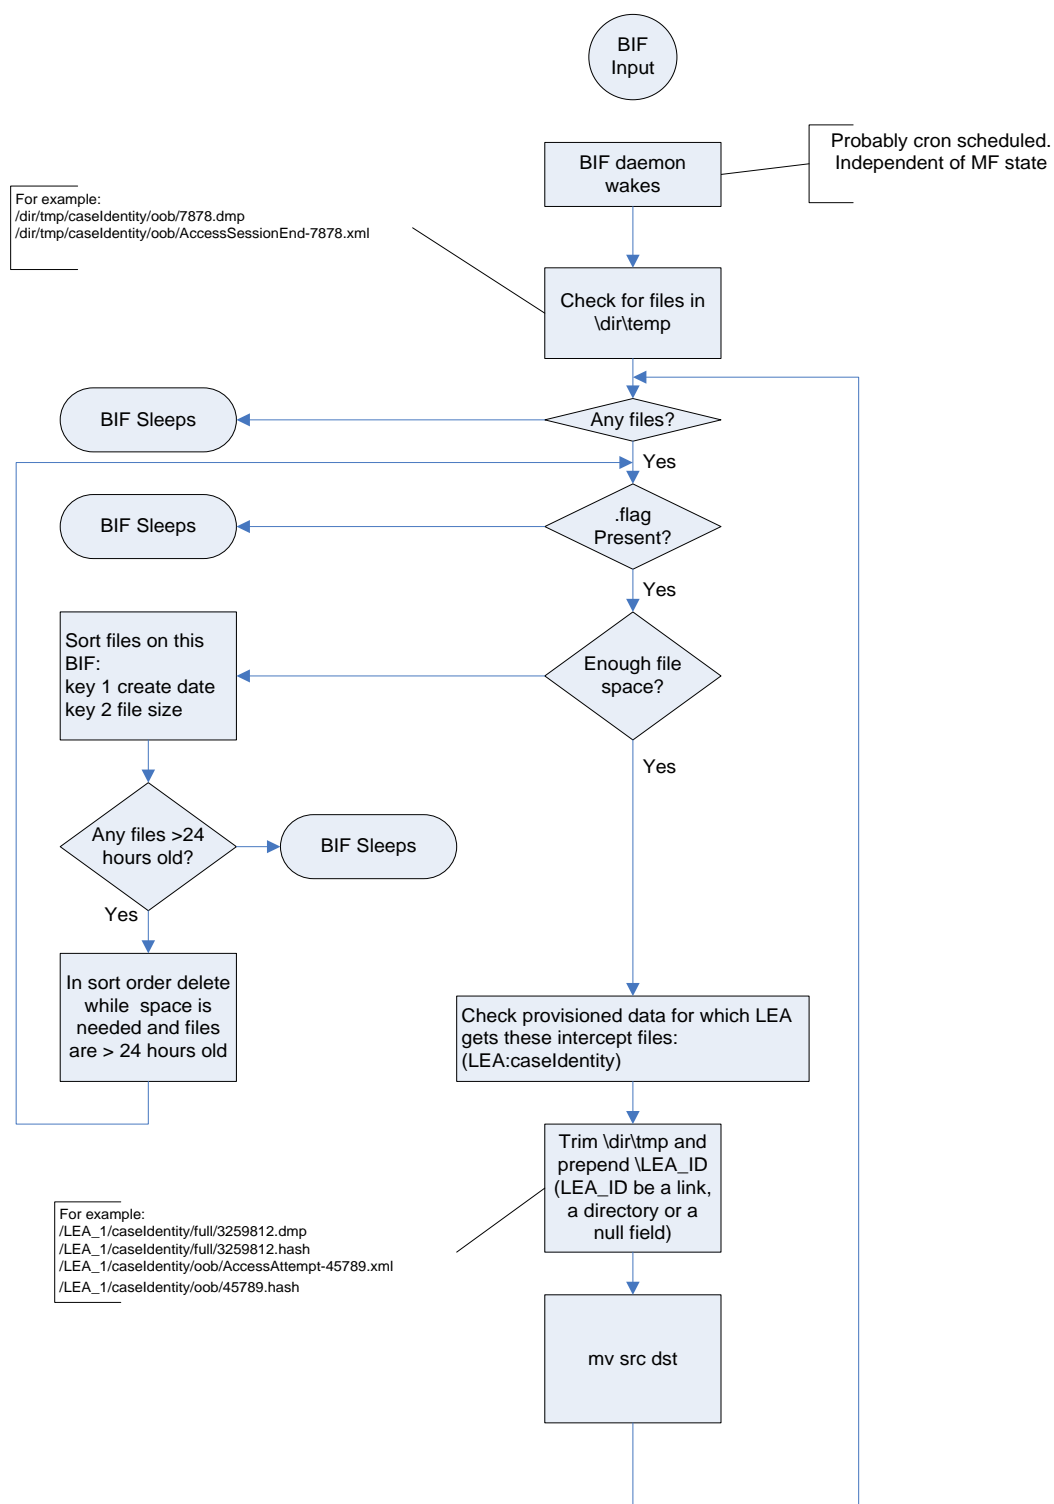 BIF
Input
BIF daemon
wakes
Probably cron scheduled.
Independent of MF state
For example:
/dir/tmp/caseIdentity/oob/7878.dmp
/dir/tmp/caseIdentity/oob/AccessSessionEnd-7878.xml
Check for files in
\dir\temp
BIF Sleeps
Any files?
Yes
BIF Sleeps
.flag
Present?
Yes
Sort files on this
BIF:
key 1 create date
key 2 file size
Enough file
space?
Yes
Any files >24
hours old?
BIF Sleeps
Yes
In sort order delete
while space is
needed and files
are > 24 hours old
Check provisioned data for which LEA
gets these intercept files:
(LEA:caseIdentity)
Trim \dir\tmp and
prepend \LEA_ID
(LEA_ID be a link,
a directory or a
null field)
For example:
/LEA_1/caseIdentity/full/3259812.dmp
/LEA_1/caseIdentity/full/3259812.hash
/LEA_1/caseIdentity/oob/AccessAttempt-45789.xml
/LEA_1/caseIdentity/oob/45789.hash
mv src dst